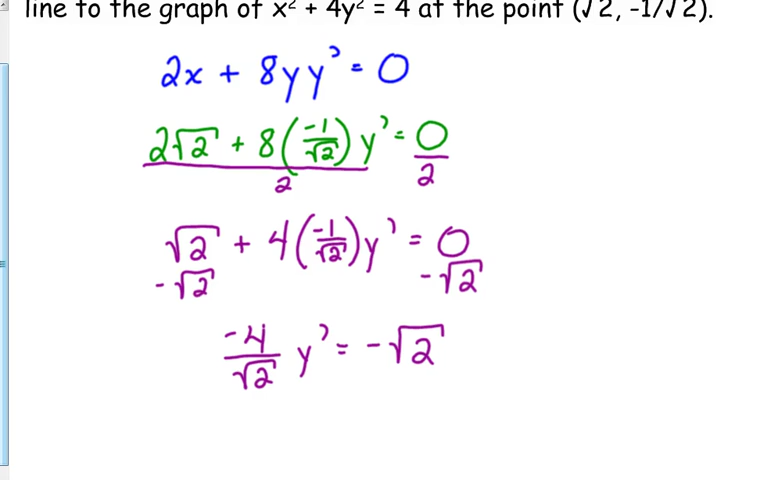 line to the graph of x² + 4y² = 4 at the point (√2, -1/√2).
2x + 8yy' = 0
2√2 + 8(-1/√2)y' = 0
2 2
√2 + 4(-1/√2)y' = 0
-√2 -√2
-4/√2 y' = -√2